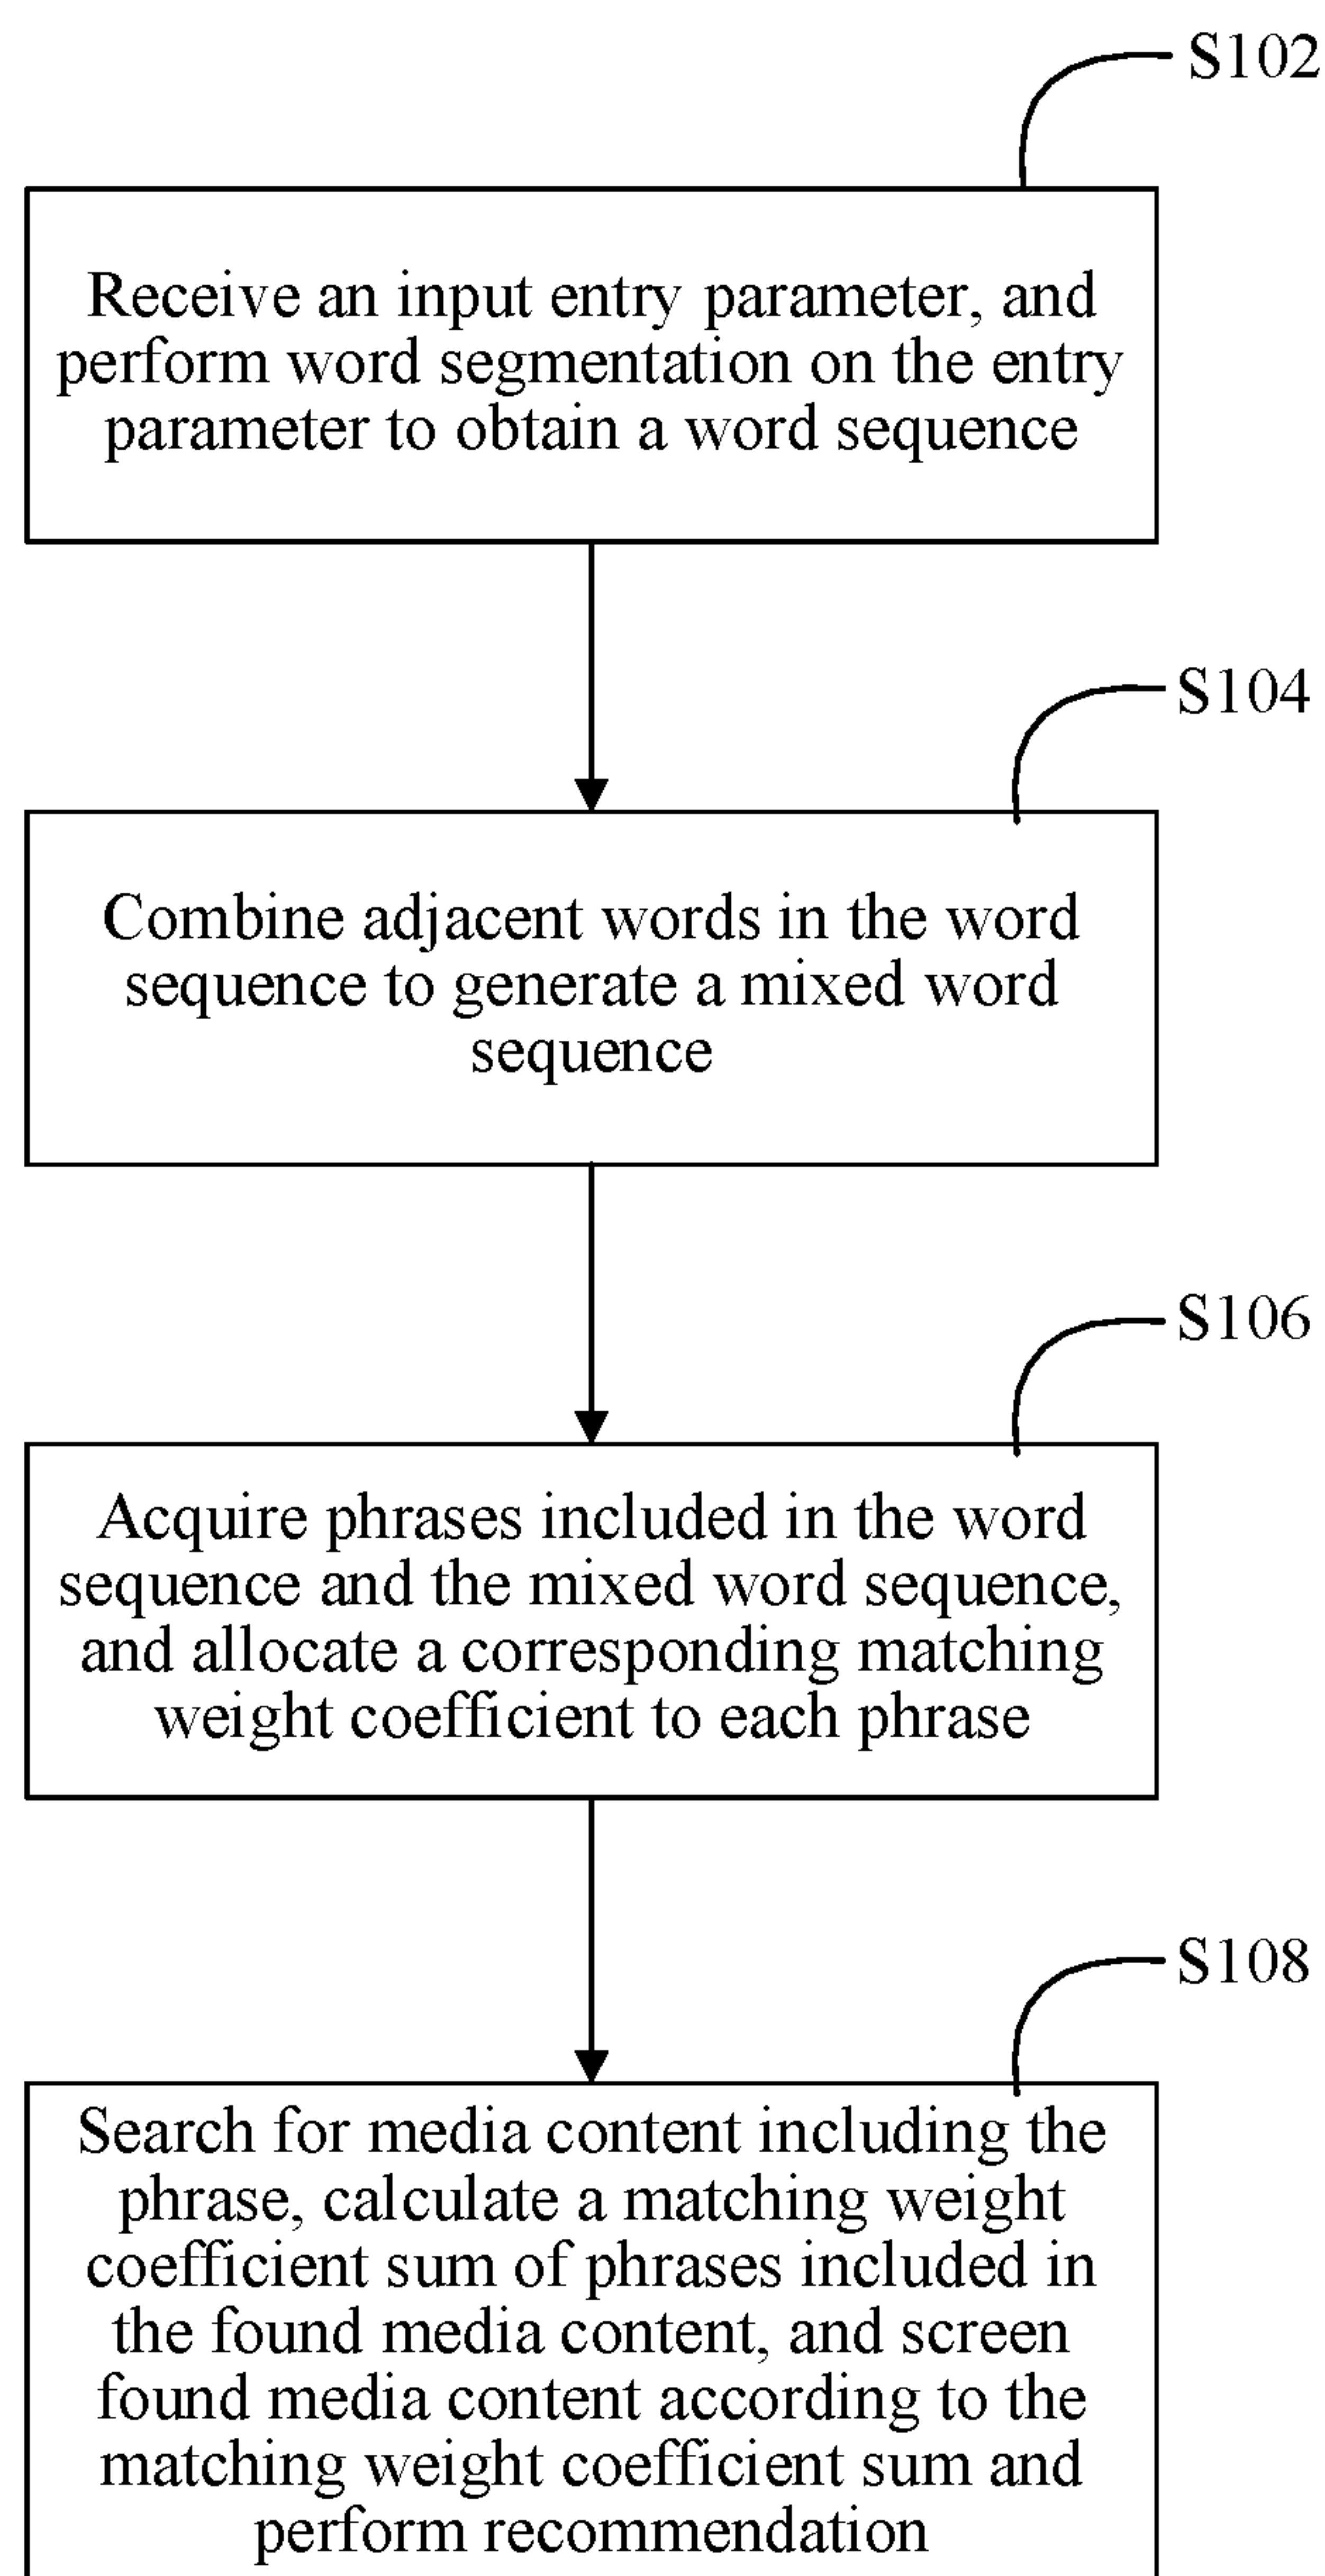 S102
Receive an input entry parameter, and
perform word segmentation on the entry
parameter to obtain a word sequence
S104
Combine adjacent words in the word
sequence to generate a mixed word
sequence
S106
Acquire phrases included in the word
sequence and the mixed word sequence,
and allocate a corresponding matching
weight coefficient to each phrase
S108
Search for media content including the
phrase, calculate a matching weight
coefficient sum of phrases included in
the found media content, and screen
found media content according to the
matching weight coefficient sum and
perform recommendation